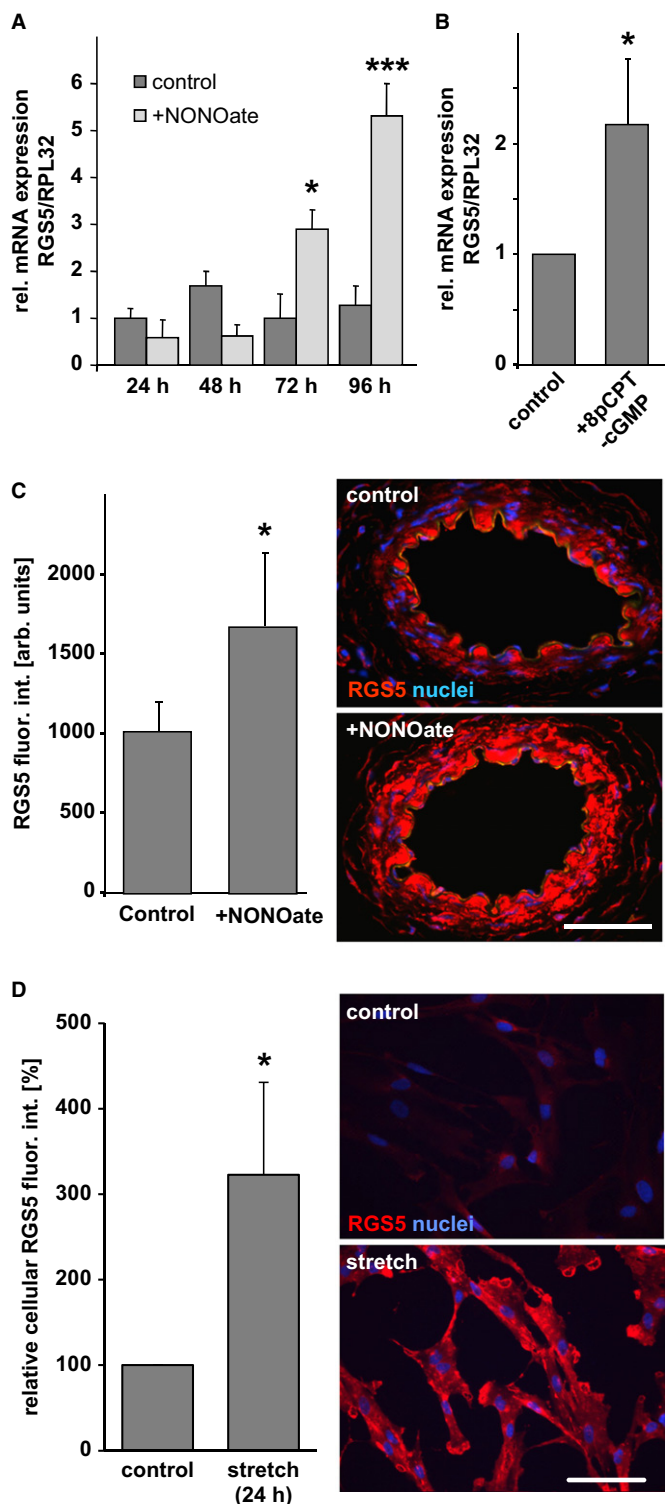 A
rel. mRNA expression
RGS5/RPL32
6
5
4
3
2
1
0
control
+NONOate
*
***
24 h
48 h
72 h
96 h
B
rel. mRNA expression
RGS5/RPL32
2
1
0
*
control
+8pCPT
-cGMP
C
RGS5 fluor. int. [arb. units]
2000
1500
1000
500
0
*
Control
+NONOate
control
RGS5 nuclei
+NONOate
D
relative cellular RGS5 fluor. int. [%]
500
400
300
200
100
0
*
control
stretch
(24 h)
control
RGS5 nuclei
stretch